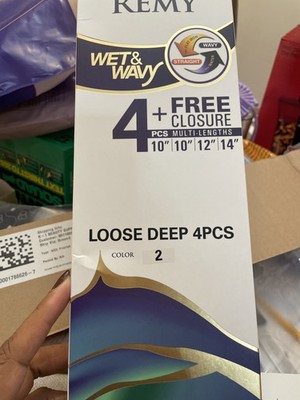 REMY
WET &
WAVY
WAVY
STRAIGHT
4
PCS
+ FREE
CLOSURE
MULTI-LENGTHS
10" 10" 12" 14"
LOOSE DEEP 4PCS
COLOR 2